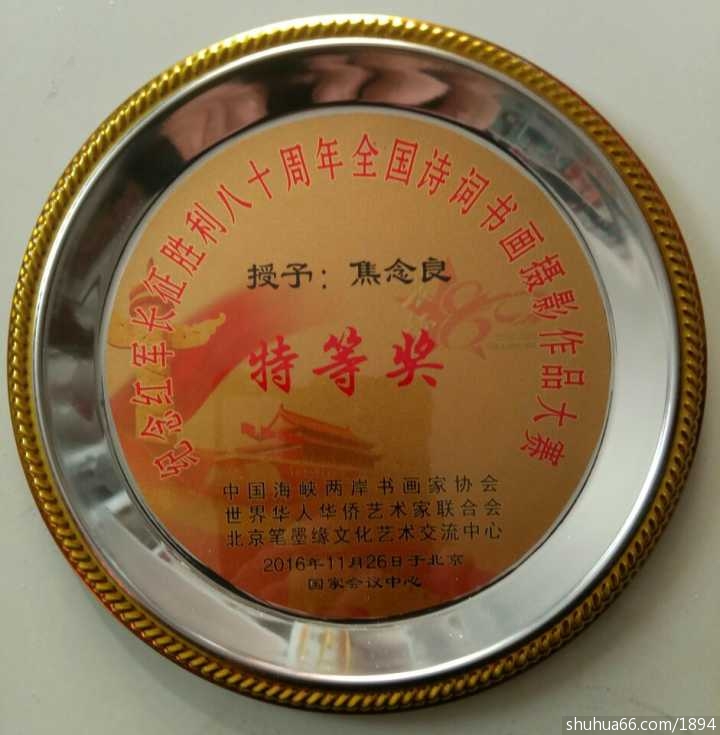 纪念红军长征胜利八十周年全国诗词书画摄影作品大赛
授予：焦念良
特等奖
中国海峡两岸书画家协会
世界华人华侨艺术家联合会
北京笔墨缘文化艺术交流中心
2016年11月26日于北京
国家会议中心
shuhua66.com/1894